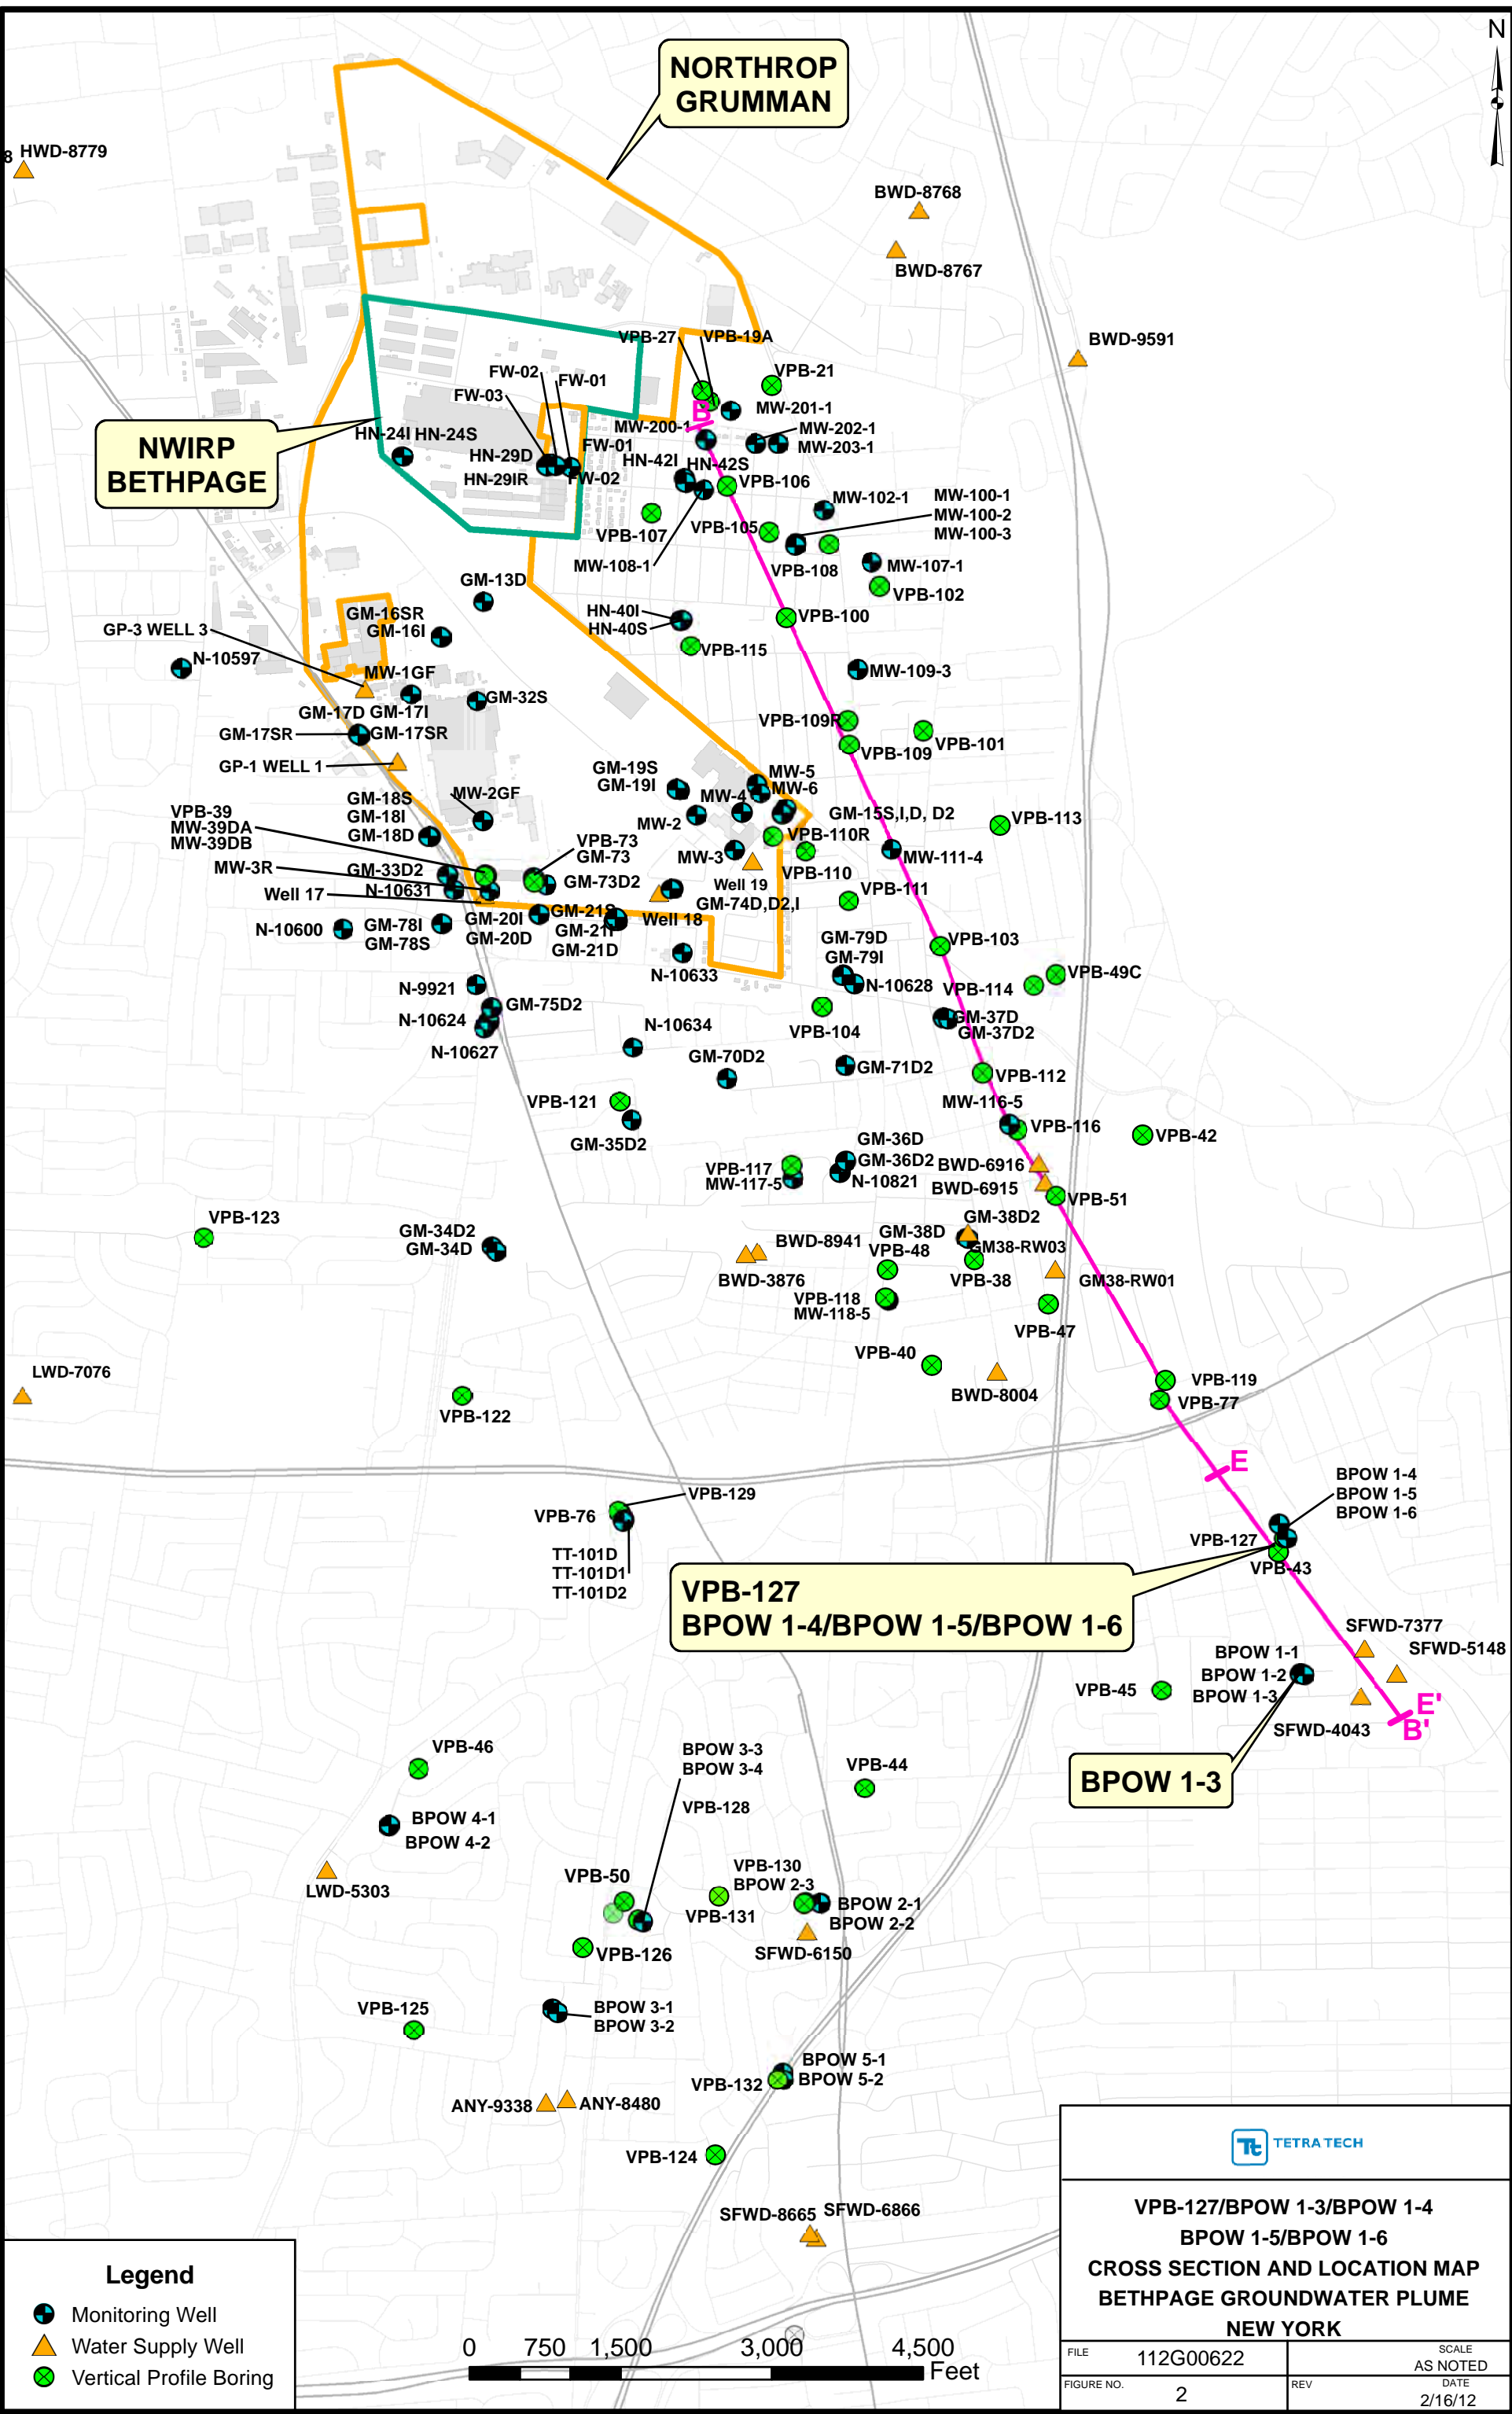 N
NORTHROP
GRUMMAN
8 HWD-8779
BWD-8768
BWD-8767
BWD-9591
VPB-27
VPB-19A
VPB-21
FW-02
FW-01
FW-03
MW-201-1
B
MW-200-1
MW-202-1
MW-203-1
NWIRP
BETHPAGE
HN-24I HN-24S
HN-29D
HN-29IR
FW-01
FW-02
HN-42I
HN-42S
VPB-106
MW-102-1
MW-100-1
MW-100-2
MW-100-3
VPB-107
VPB-105
MW-108-1
VPB-108
MW-107-1
VPB-102
GM-13D
GM-16SR
GM-16I
HN-40I
HN-40S
VPB-100
GP-3 WELL 3
N-10597
VPB-115
MW-1GF
MW-109-3
GM-32S
GM-17D GM-17I
GM-17SR
GM-17SR
VPB-109R
VPB-101
VPB-109
GP-1 WELL 1
GM-19S
GM-19I
MW-5
MW-6
MW-4
GM-18S
GM-18I
GM-18D
MW-2GF
VPB-39
MW-39DA
MW-39DB
MW-2
GM-15S,I,D, D2
VPB-113
VPB-73
GM-73
VPB-110R
MW-3
VPB-110
MW-111-4
MW-3R
GM-33D2
GM-73D2
N-10631
Well 17
Well 19
GM-74D,D2,I
VPB-111
N-10600
GM-78I
GM-78S
GM-20I
GM-20D
GM-21S
GM-21I
GM-21D
Well 18
GM-79D
GM-79I
VPB-103
N-10633
N-9921
N-10628
VPB-114
VPB-49C
GM-75D2
N-10624
N-10627
VPB-104
GM-37D
GM-37D2
N-10634
GM-70D2
GM-71D2
VPB-112
VPB-121
MW-116-5
VPB-116
VPB-42
GM-35D2
GM-36D
GM-36D2
VPB-117
MW-117-5
N-10821
BWD-6916
BWD-6915
VPB-51
VPB-123
GM-34D2
GM-34D
GM-38D2
GM-38D
GM38-RW03
BWD-8941
BWD-3876
VPB-48
VPB-38
GM38-RW01
VPB-118
MW-118-5
VPB-47
VPB-40
LWD-7076
BWD-8004
VPB-119
VPB-77
VPB-122
E
BPOW 1-4
BPOW 1-5
BPOW 1-6
VPB-129
VPB-76
VPB-127
VPB-43
TT-101D
TT-101D1
TT-101D2
VPB-127
BPOW 1-4/BPOW 1-5/BPOW 1-6
SFWD-7377
SFWD-5148
BPOW 1-1
BPOW 1-2
BPOW 1-3
VPB-45
E'
B'
SFWD-4043
VPB-46
BPOW 3-3
BPOW 3-4
VPB-44
BPOW 1-3
VPB-128
BPOW 4-1
BPOW 4-2
LWD-5303
VPB-50
VPB-130
BPOW 2-3
VPB-131
BPOW 2-1
BPOW 2-2
SFWD-6150
VPB-126
VPB-125
BPOW 3-1
BPOW 3-2
BPOW 5-1
BPOW 5-2
VPB-132
ANY-9338
ANY-8480
VPB-124
SFWD-8665
SFWD-6866
Legend
Monitoring Well
Water Supply Well
Vertical Profile Boring
0 750 1,500 3,000 4,500
Feet
Tt TETRA TECH
VPB-127/BPOW 1-3/BPOW 1-4
BPOW 1-5/BPOW 1-6
CROSS SECTION AND LOCATION MAP
BETHPAGE GROUNDWATER PLUME
NEW YORK
FILE 112G00622
SCALE
AS NOTED
FIGURE NO. 2
REV
DATE
2/16/12